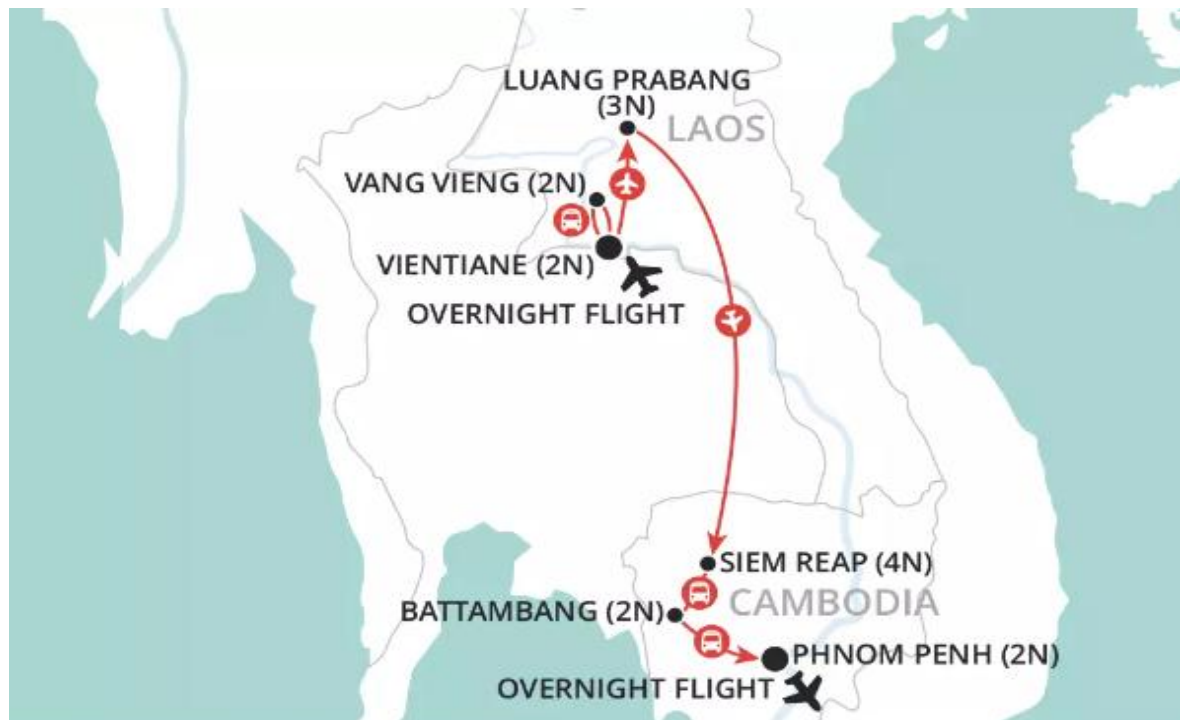 LUANG PRABANG
(3N)
LAOS
VANG VIENG (2N)
VIENTIANE (2N)
OVERNIGHT FLIGHT
SIEM REAP (4N)
CAMBODIA
BATTAMBANG (2N)
PHNOM PENH (2N)
OVERNIGHT FLIGHT